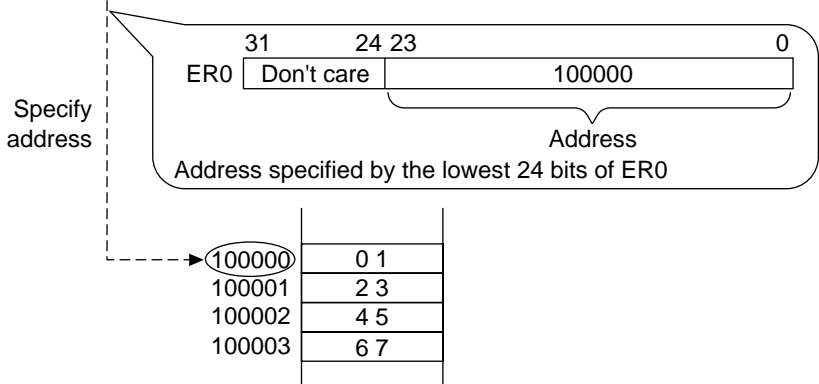 31 24 23 0
ER0 Don't care 100000
Specify
address
Address
Address specified by the lowest 24 bits of ER0
100000 0 1
100001 2 3
100002 4 5
100003 6 7